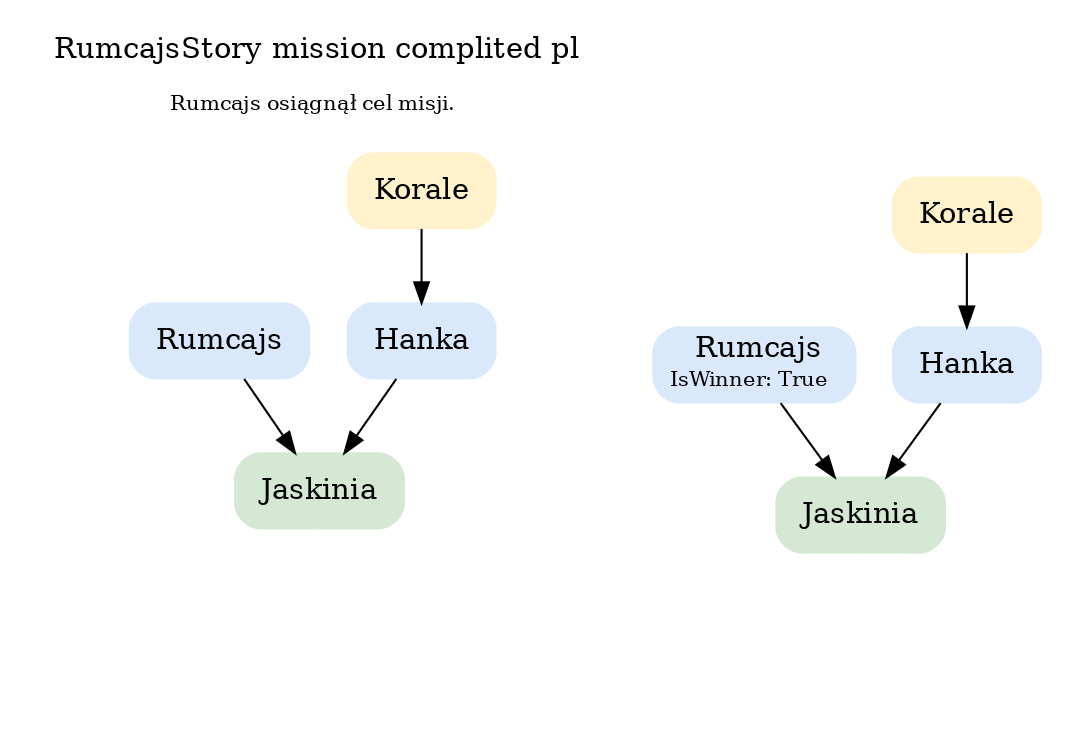 RumcajsStory mission complited pl
Rumcajs osiągnął cel misji.
Korale
Rumcajs
Hanka
Jaskinia
Korale
Rumcajs
IsWinner: True
Hanka
Jaskinia